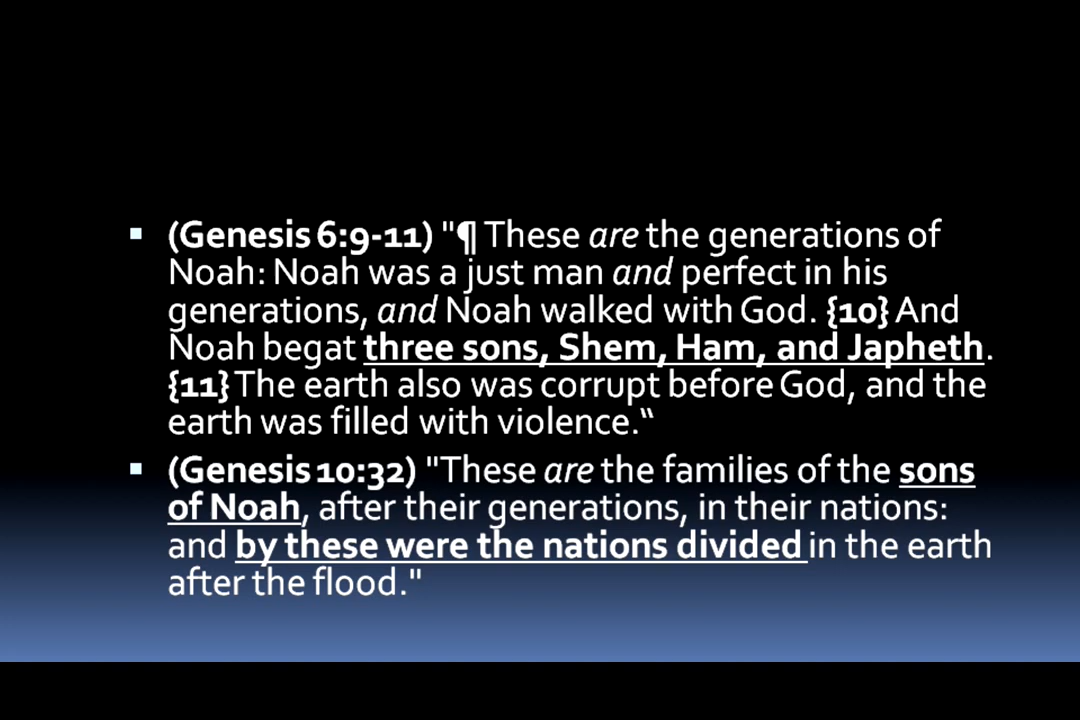 ▪ (Genesis 6:9-11) "¶ These are the generations of
Noah: Noah was a just man and perfect in his
generations, and Noah walked with God. {10} And
Noah begat three sons, Shem, Ham, and Japheth.
{11} The earth also was corrupt before God, and the
earth was filled with violence.“
▪ (Genesis 10:32) "These are the families of the sons
of Noah, after their generations, in their nations:
and by these were the nations divided in the earth
after the flood."